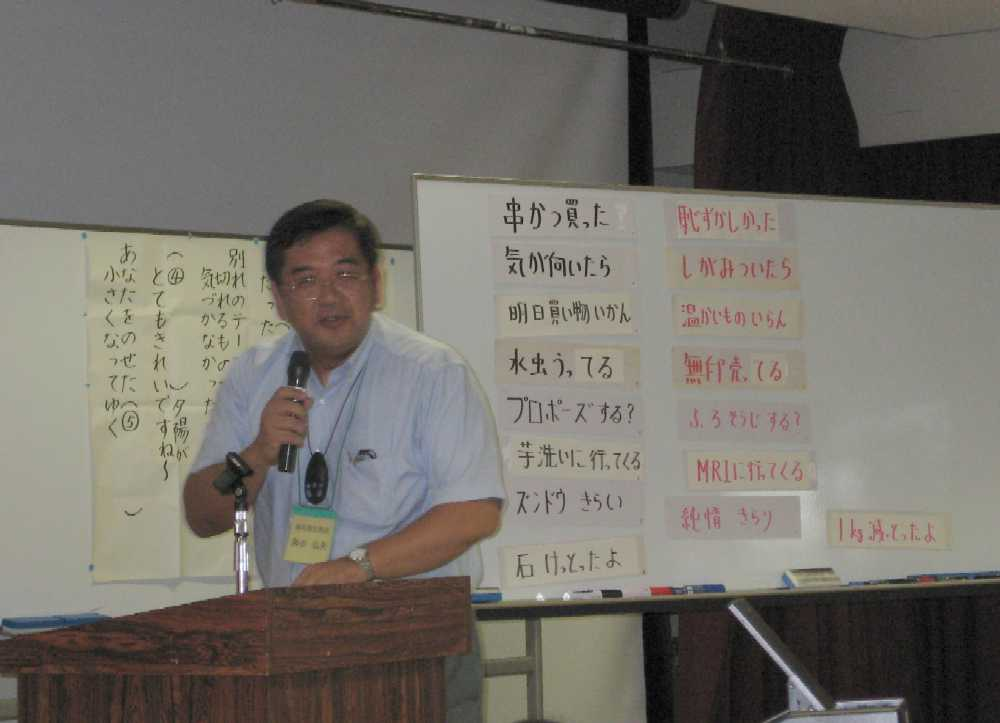 別れのテー
切れるもの
気づかなかった
(④ )夕陽が
とてもきれいですね〜
あなたをのせた(⑤
小さくなってゆく )
串かつ買った?
気が向いたら
明日買い物いかん
水虫うってる
プロポーズする?
芋洗いに行ってくる
ズンドウ きらい
石けっとったよ
恥ずかしかった
しがみついたら
温かいものいらん
無印売ってる
ふろそうじする?
MRIに行ってくる
純情 きらり
1kg減っとったよ